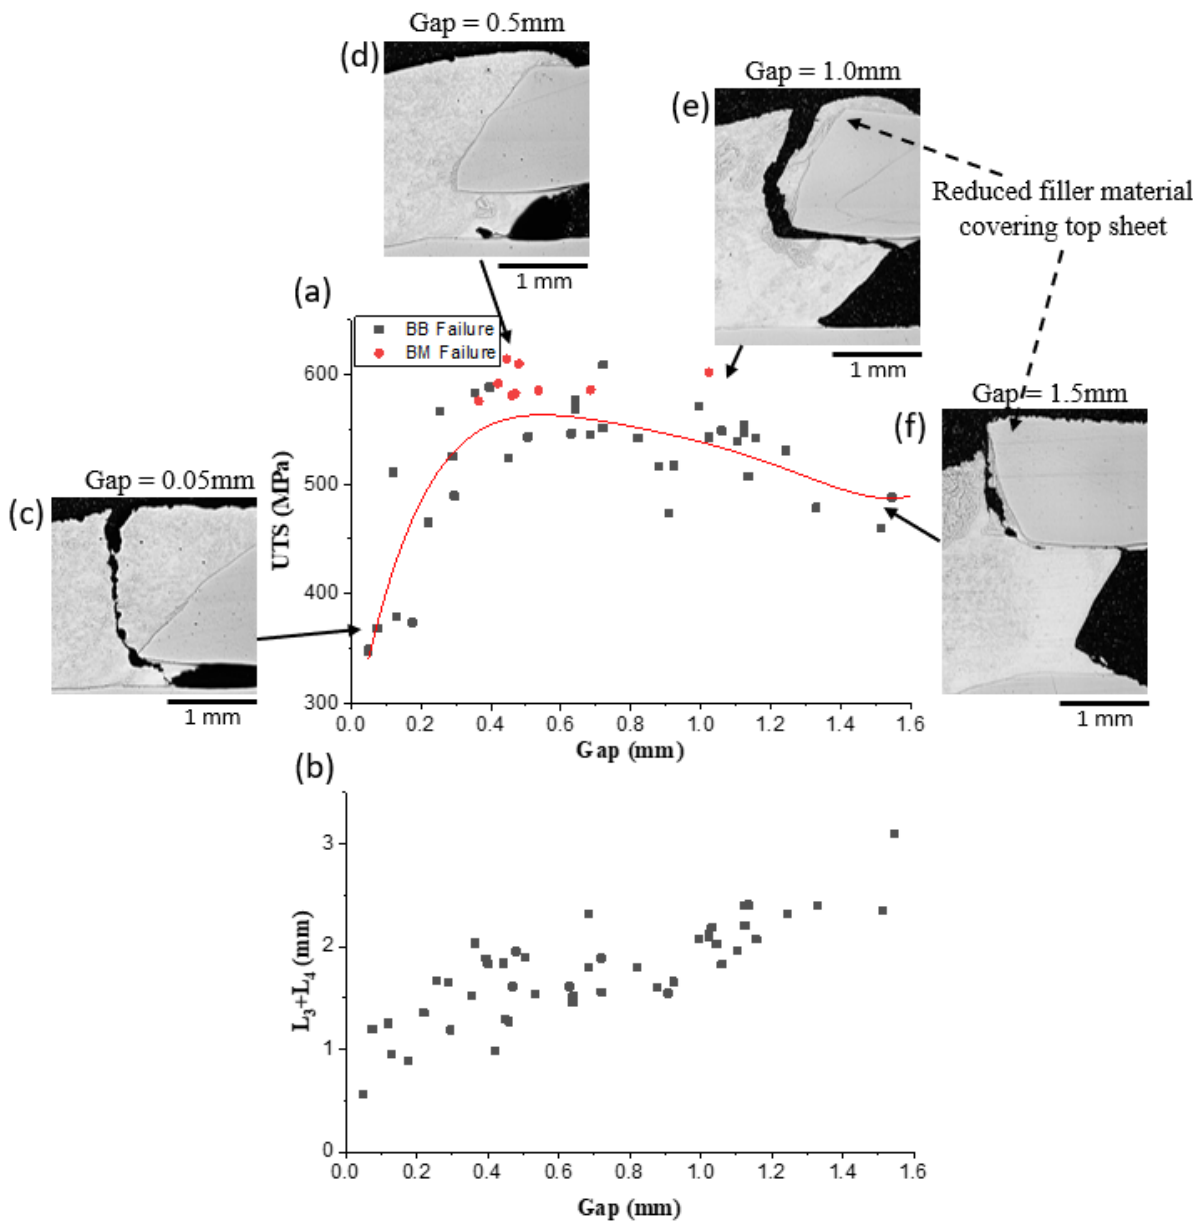 Gap = 0.5mm
(d)
1 mm
Gap = 1.0mm
(e)
1 mm
Reduced filler material
covering top sheet
(a)
BB Failure
BM Failure
600
500
400
300
UTS (MPa)
0.0 0.2 0.4 0.6 0.8 1.0 1.2 1.4 1.6
Gap (mm)
Gap = 0.05mm
(c)
1 mm
Gap = 1.5mm
(f)
1 mm
(b)
3
2
1
0
L3+L4 (mm)
0.0 0.2 0.4 0.6 0.8 1.0 1.2 1.4 1.6
Gap (mm)